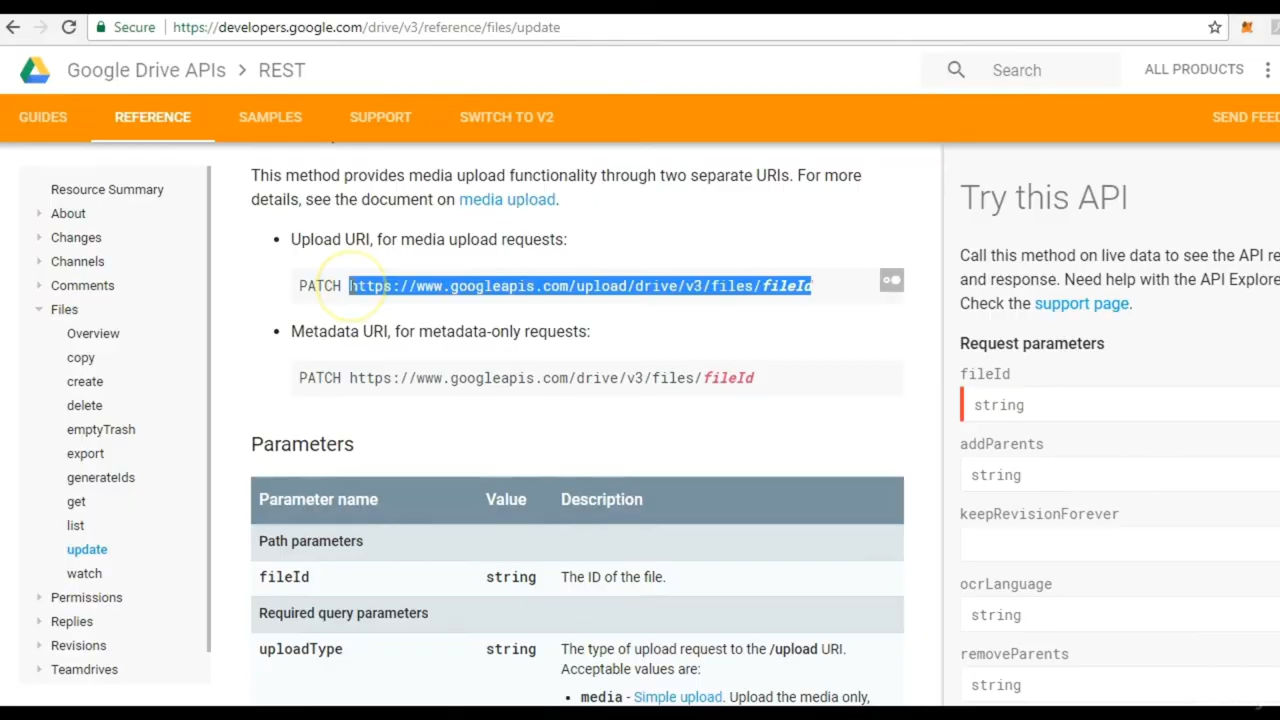 Secure
https://developers.google.com/drive/v3/reference/files/update
Google Drive APIs > REST
Search
ALL PRODUCTS
GUIDES
REFERENCE
SAMPLES
SUPPORT
SWITCH TO V2
SEND FEE
Resource Summary
About
Changes
Channels
Comments
Files
Overview
copy
create
delete
emptyTrash
export
generateIds
get
list
update
watch
Permissions
Replies
Revisions
Teamdrives
This method provides media upload functionality through two separate URIs. For more
details, see the document on media upload.
• Upload URI, for media upload requests:
PATCH https://www.googleapis.com/upload/drive/v3/files/fileId
• Metadata URI, for metadata-only requests:
PATCH https://www.googleapis.com/drive/v3/files/fileId
Parameters
Parameter name Value Description
Path parameters
fileId string The ID of the file.
Required query parameters
uploadType string The type of upload request to the /upload URI.
Acceptable values are:
• media - Simple upload. Upload the media only,
Try this API
Call this method on live data to see the API re
and response. Need help with the API Explore
Check the support page.
Request parameters
fileId
string
addParents
string
keepRevisionForever
ocrLanguage
string
removeParents
string